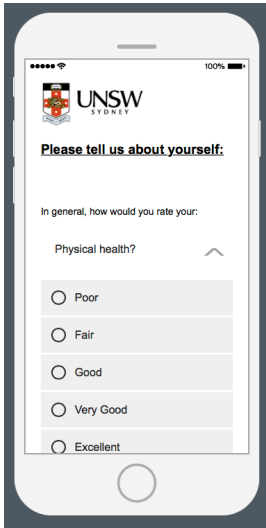 100%
UNSW
SYDNEY
Please tell us about yourself:
In general, how would you rate your:
Physical health?
Poor
Fair
Good
Very Good
Excellent